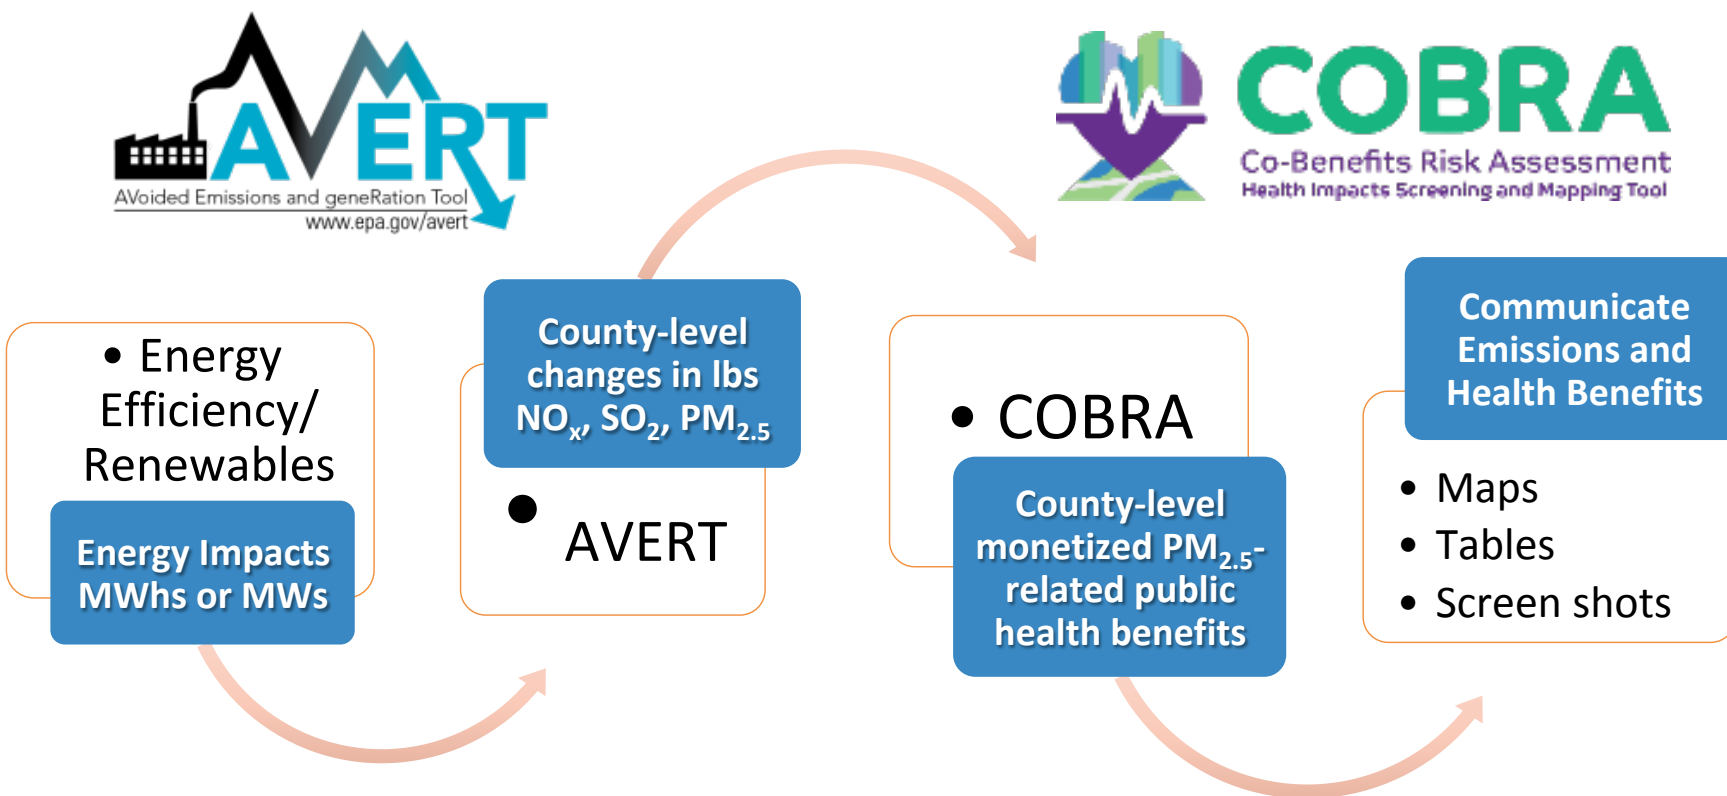 AVERT
AVoided Emissions and geneRation Tool
www.epa.gov/avert
COBRA
Co-Benefits Risk Assessment
Health Impacts Screening and Mapping Tool
• Energy
Efficiency/
Renewables
Energy Impacts
MWhs or MWs
County-level
changes in lbs
NOₓ, SO₂, PM₂.₅
• AVERT
• COBRA
County-level
monetized PM₂.₅-
related public
health benefits
Communicate
Emissions and
Health Benefits
• Maps
• Tables
• Screen shots